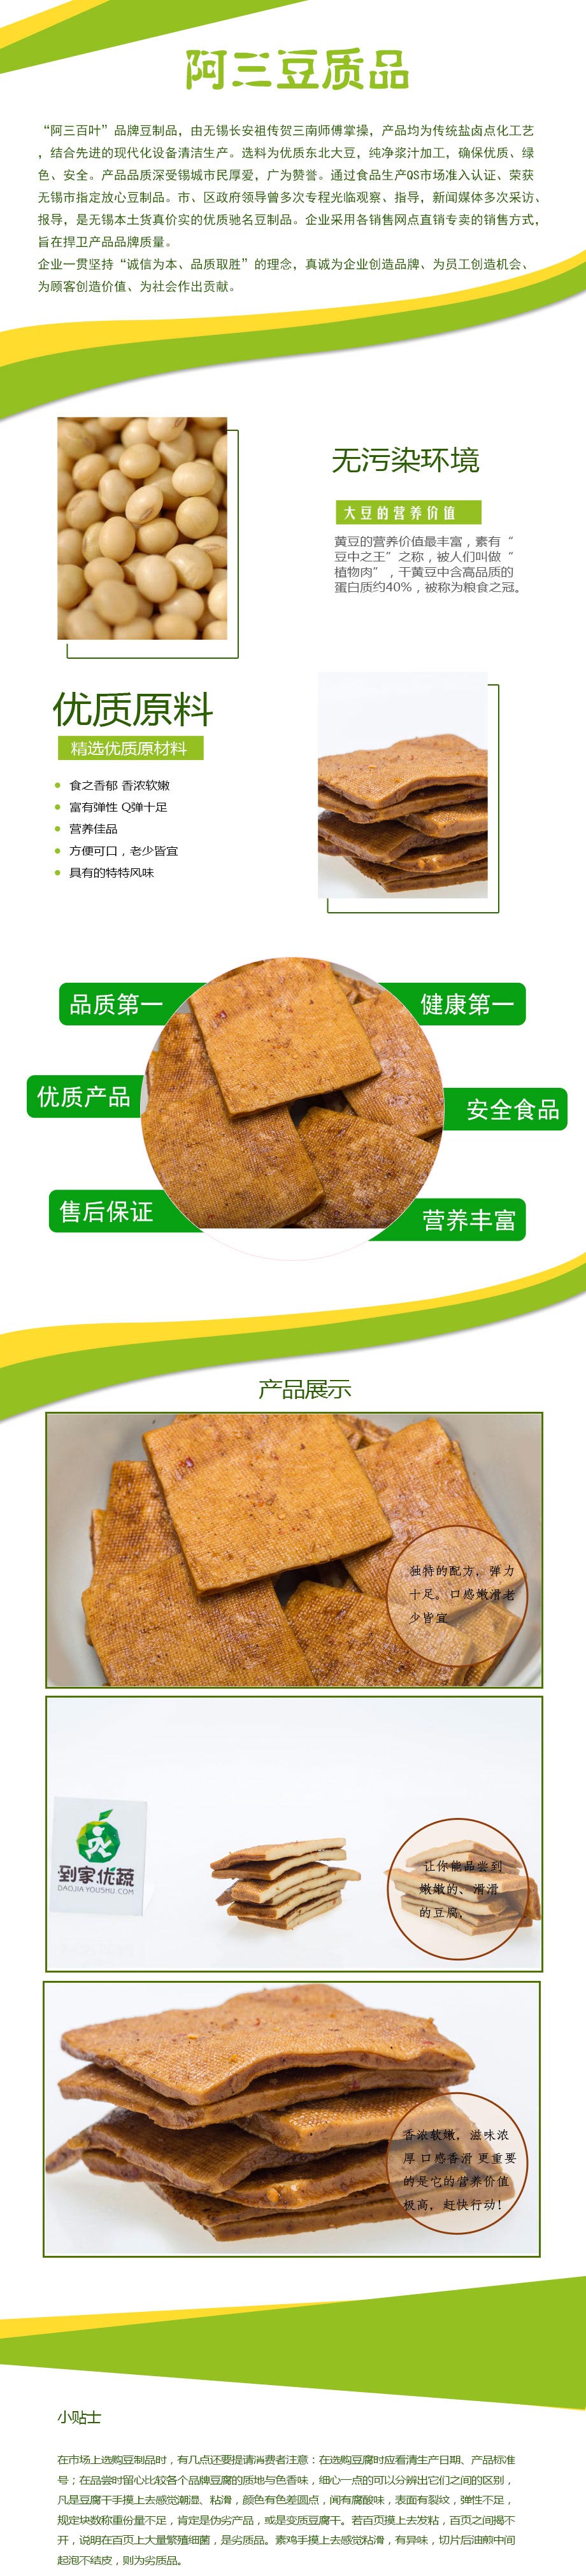 阿三豆质品
“阿三百叶”品牌豆制品，由无锡长安祖传贺三南师傅掌操，产品均为传统盐卤点化工艺
，结合先进的现代化设备清洁生产。选料为优质东北大豆，纯净浆汁加工，确保优质、绿
色、安全。产品品质深受锡城市民厚爱，广为赞誉。通过食品生产QS市场准入认证、荣获
无锡市指定放心豆制品。市、区政府领导曾多次专程光临观察、指导，新闻媒体多次采访、
报导，是无锡本土货真价实的优质驰名豆制品。企业采用各销售网点直销专卖的销售方式，
旨在捍卫产品品牌质量。
企业一贯坚持“诚信为本、品质取胜”的理念，真诚为企业创造品牌、为员工创造机会、
为顾客创造价值、为社会作出贡献。
无污染环境
大豆的营养价值
黄豆的营养价值最丰富，素有“
豆中之王”之称，被人们叫做“
植物肉”，干黄豆中含高品质的
蛋白质约40%，被称为粮食之冠。
优质原料
精选优质原材料
食之香郁 香浓软嫩
富有弹性 Q弹十足
营养佳品
方便可口，老少皆宜
具有的特特风味
品质第一
健康第一
优质产品
安全食品
售后保证
营养丰富
产品展示
独特的配方，弹力
十足。口感嫩滑老
少皆宜
到家优蔬
DAOJIA YOUSHU.COM
让你能品尝到
嫩嫩的、滑滑
的豆腐，
香浓软嫩，滋味浓
厚 口感香滑 更重要
的是它的营养价值
极高，赶快行动！
小贴士
在市场上选购豆制品时，有几点还要提请消费者注意：在选购豆腐时应看清生产日期、产品标准
号；在品尝时留心比较各个品牌豆腐的质地与色香味，细心一点的可以分辨出它们之间的区别，
凡是豆腐干手摸上去感觉潮湿、粘滑，颜色有色差圆点，闻有腐酸味，表面有裂纹，弹性不足，
规定块数称重份量不足，肯定是伪劣产品，或是变质豆腐干。若百页摸上去发粘，百页之间揭不
开，说明在百页上大量繁殖细菌，是劣质品。素鸡手摸上去感觉粘滑，有异味，切片后油煎中间
起泡不结皮，则为劣质品。